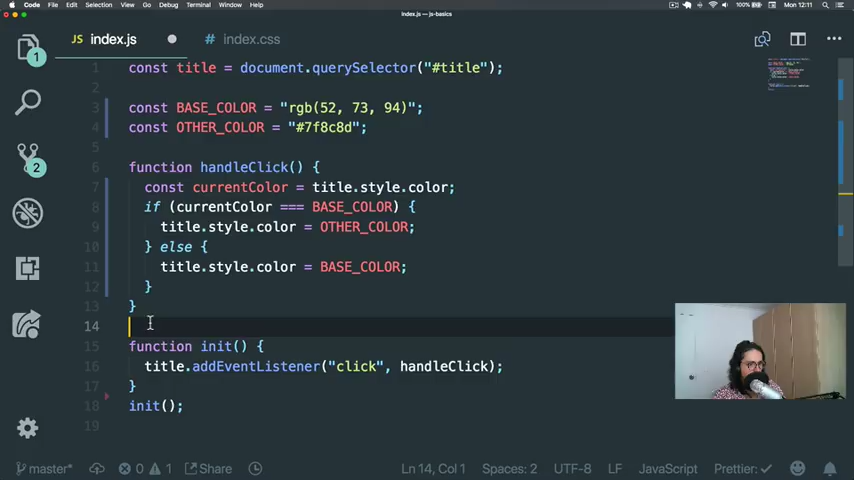 Code File Edit Selection View Go Debug Terminal Window Help
100% Mon 12:11
index.js — js-basics
JS index.js
# index.css
1 const title = document.querySelector("#title");
2
3 const BASE_COLOR = "rgb(52, 73, 94)";
4 const OTHER_COLOR = "#7f8c8d";
5
6 function handleClick() {
7 const currentColor = title.style.color;
8 if (currentColor === BASE_COLOR) {
9 title.style.color = OTHER_COLOR;
10 } else {
11 title.style.color = BASE_COLOR;
12 }
13 }
14
15 function init() {
16 title.addEventListener("click", handleClick);
17 }
18 init();
19
1
2
master* 0 1 Share Ln 14, Col 1 Spaces: 2 UTF-8 LF JavaScript Prettier: ✓